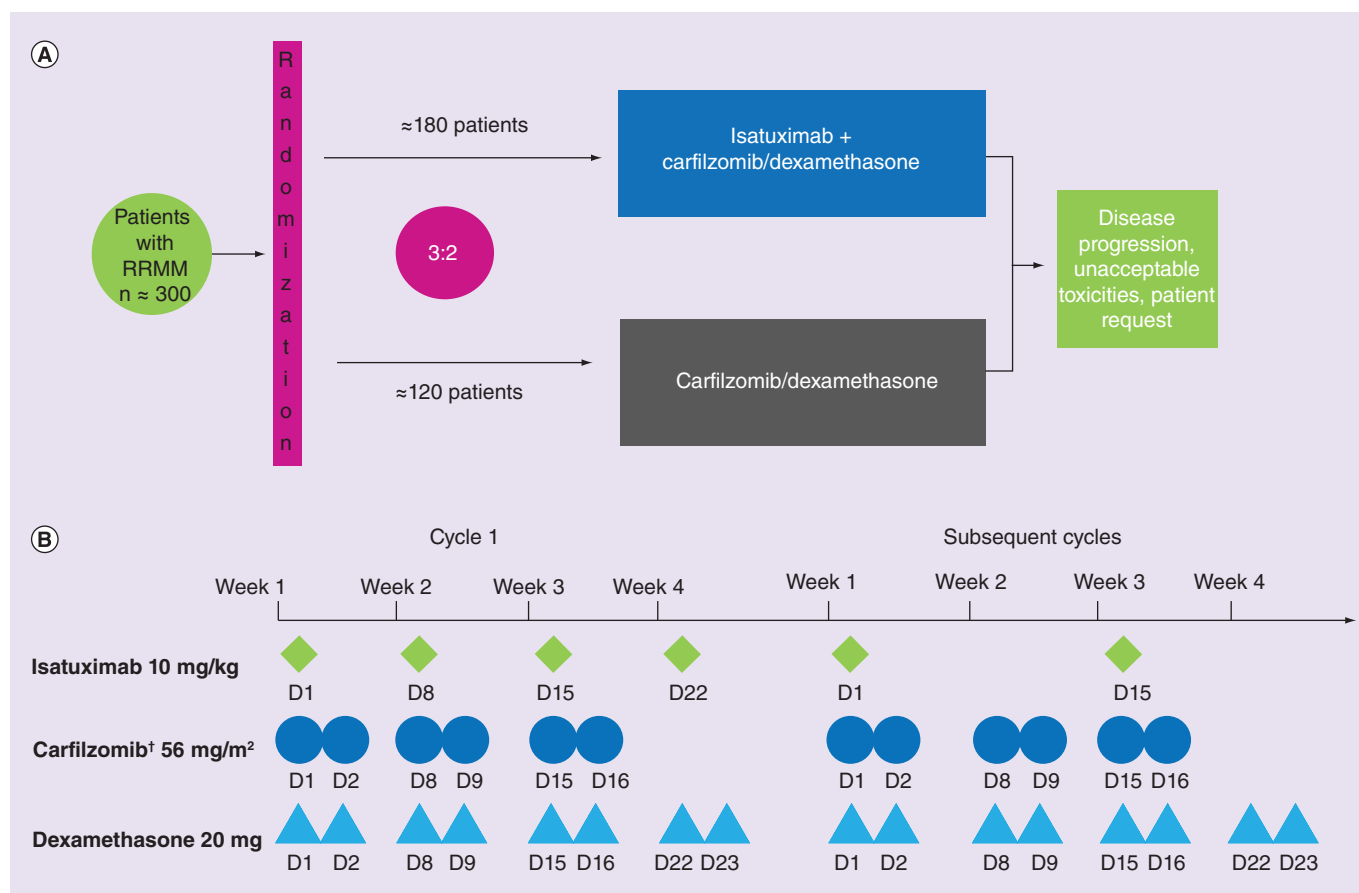 A
Randomization
Patients
with
RRMM
n ≈ 300
≈180 patients
3:2
≈120 patients
Isatuximab +
carfilzomib/dexamethasone
Carfilzomib/dexamethasone
Disease
progression,
unacceptable
toxicities, patient
request
B
Cycle 1 Subsequent cycles
Week 1 Week 2 Week 3 Week 4 Week 1 Week 2 Week 3 Week 4
Isatuximab 10 mg/kg
D1 D8 D15 D22 D1 D15
Carfilzomib† 56 mg/m²
D1 D2 D8 D9 D15 D16 D1 D2 D8 D9 D15 D16
Dexamethasone 20 mg
D1 D2 D8 D9 D15 D16 D22 D23 D1 D2 D8 D9 D15 D16 D22 D23